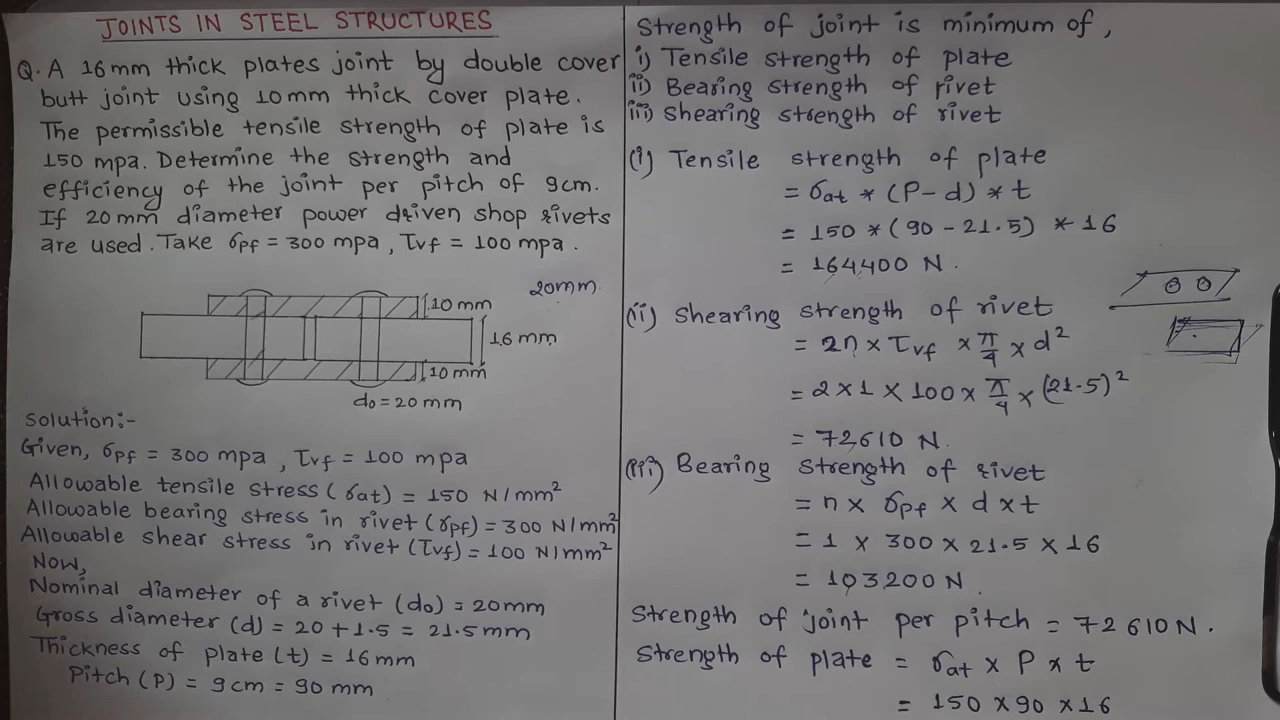 JOINTS IN STEEL STRUCTURES
Q. A 16mm thick plates joint by double cover
butt joint using 10mm thick cover plate.
The permissible tensile strength of plate is
150 mpa. Determine the strength and
efficiency of the joint per pitch of 9cm.
If 20mm diameter power driven shop rivets
are used. Take σpf = 300 mpa, τvf = 100 mpa.
20mm.
10 mm
16 mm
10 mm
do = 20 mm
Solution:-
Given, σpf = 300 mpa, τvf = 100 mpa
Allowable tensile stress (σat) = 150 N/mm²
Allowable bearing stress in rivet (σpf) = 300 N/mm²
Allowable shear stress in rivet (τvf) = 100 N/mm²
Now,
Nominal diameter of a rivet (do) = 20mm
Gross diameter (d) = 20 + 1.5 = 21.5 mm
Thickness of plate (t) = 16 mm
Pitch (P) = 9 cm = 90 mm
Strength of joint is minimum of,
i) Tensile strength of plate
ii) Bearing strength of rivet
iii) Shearing strength of rivet
(i) Tensile strength of plate
= σat * (P - d) * t
= 150 * (90 - 21.5) * 16
= 164400 N.
(ii) Shearing strength of rivet
= 2n × τvf × π/4 × d²
= 2 × 1 × 100 × π/4 × (21.5)²
= 72610 N.
(iii) Bearing strength of rivet
= n × σpf × d × t
= 1 × 300 × 21.5 × 16
= 103200 N.
Strength of joint per pitch = 72610 N.
Strength of plate = σat × P × t
= 150 × 90 × 16